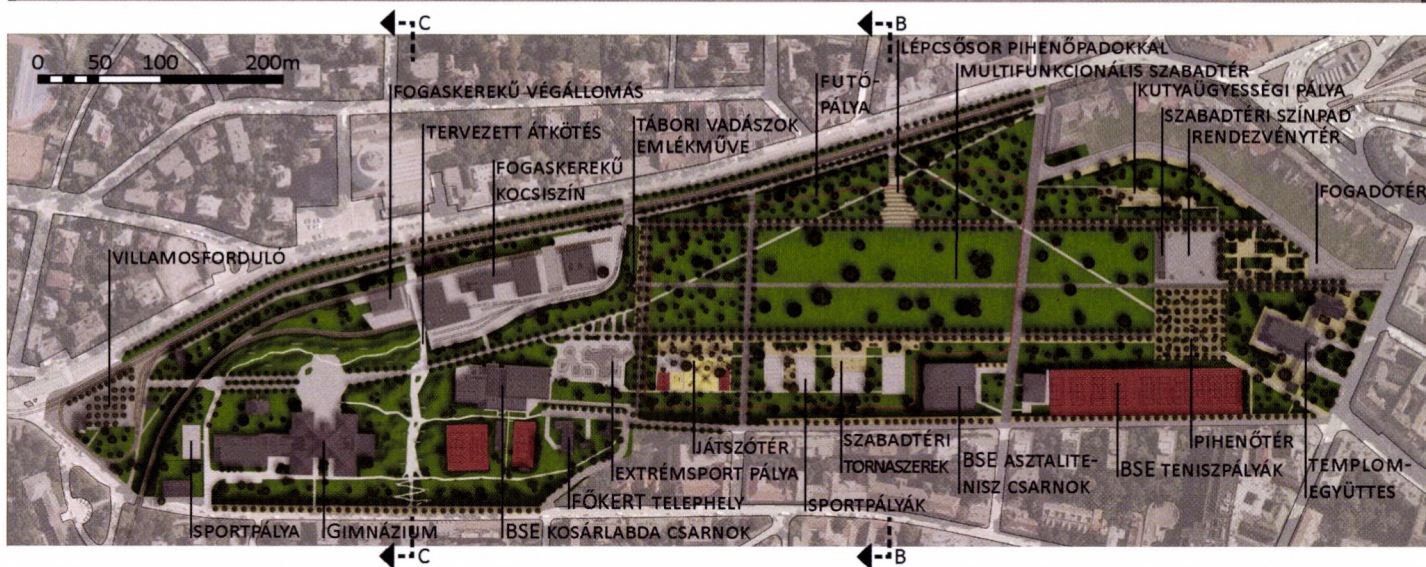 C B
0 50 100 200m
LÉPCSŐSOR PIHENŐPADOKKAL
MULTIFUNKCIONÁLIS SZABADTÉR
FUTÓ-
PÁLYA
KUTYAÜGYESSÉGI PÁLYA
FOGASKEREKŰ VÉGÁLLOMÁS
SZABADTÉRI SZÍNPAD
TERVEZETT ÁTKÖTÉS
TÁBORI VADÁSZOK
EMLÉKMŰVE
RENDEZVÉNYTÉR
FOGASKEREKŰ
KOCSISZÍN
FOGADÓTÉR
VILLAMOSFORDULÓ
JÁTSZÓTÉR
SZABADTÉRI
TORNASZEREK
PIHENŐTÉR
EXTRÉMSPORT PÁLYA
BSE ASZTALITE-
NISZ CSARNOK
BSE TENISZPÁLYÁK
TEMPLOM-
EGYÜTTES
FŐKERT TELEPHELY
SPORTPÁLYÁK
SPORTPÁLYA
GIMNÁZIUM
BSE KOSÁRLABDA CSARNOK
C B